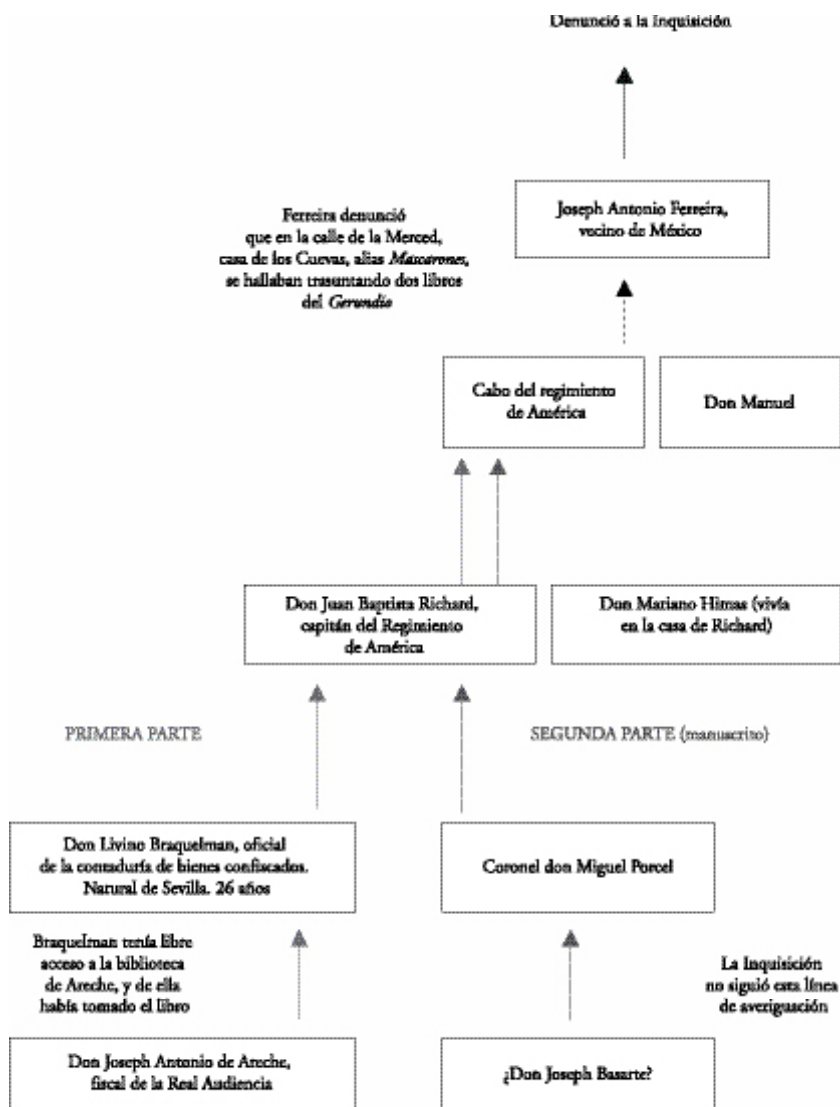 Denunció a la Inquisición
Joseph Antonio Ferreira,
vecino de México
Ferreira denunció
que en la calle de la Merced,
casa de los Cuevas, alias Mascarones,
se hallaban trasuntando dos libros
del Gerundio
Cabo del regimiento
de América
Don Manuel
Don Juan Baptista Richard,
capitán del Regimiento
de América
Don Mariano Himas (vivía
en la casa de Richard)
PRIMERA PARTE
SEGUNDA PARTE (manuscrito)
Don Livino Braquelman, oficial
de la contaduría de bienes confiscados.
Natural de Sevilla. 26 años
Coronel don Miguel Porcel
Braquelman tenía libre
acceso a la biblioteca
de Areche, y de ella
había tomado el libro
La Inquisición
no siguió esta línea
de averiguación
Don Joseph Antonio de Areche,
fiscal de la Real Audiencia
¿Don Joseph Basarte?